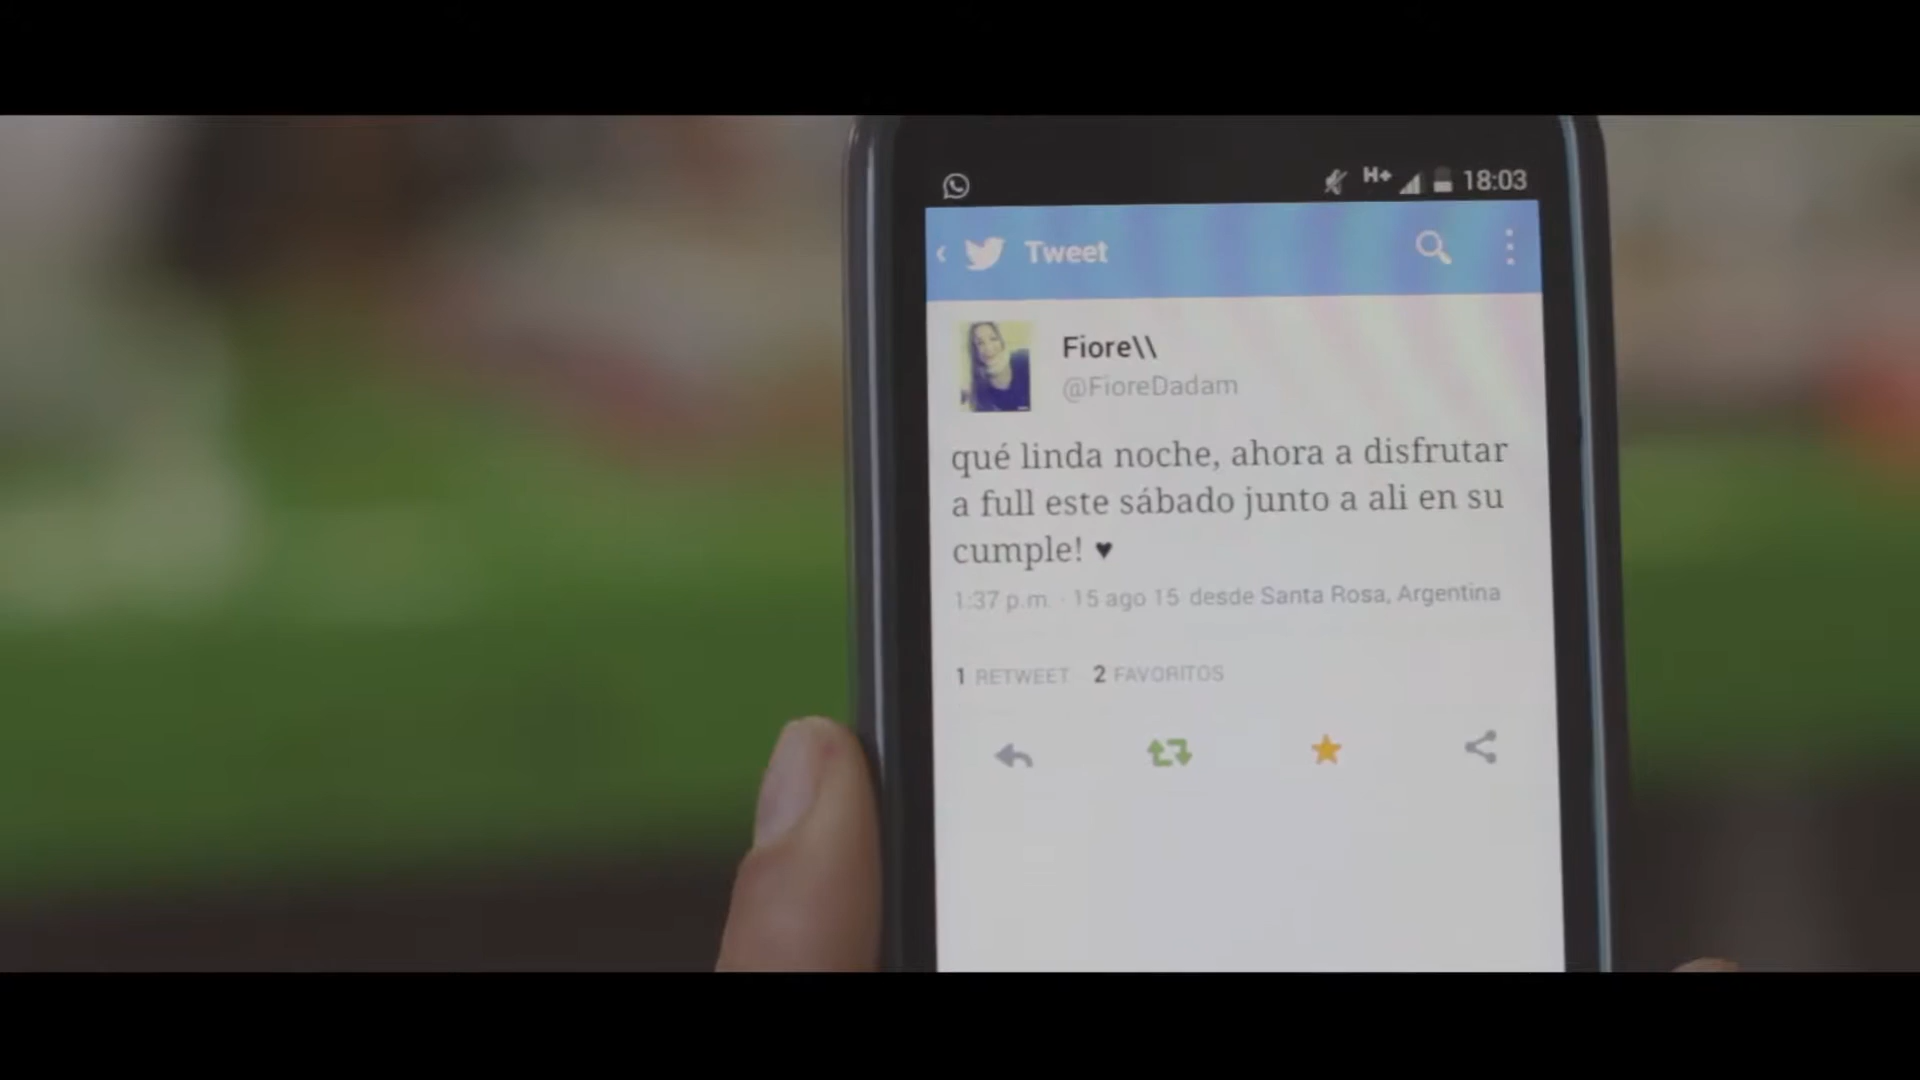 H+ 18:03
Tweet
Fiore\\
@FioreDadam
qué linda noche, ahora a disfrutar
a full este sábado junto a ali en su
cumple! ♥
1:37 p.m. · 15 ago 15 desde Santa Rosa, Argentina
1 RETWEET 2 FAVORITOS